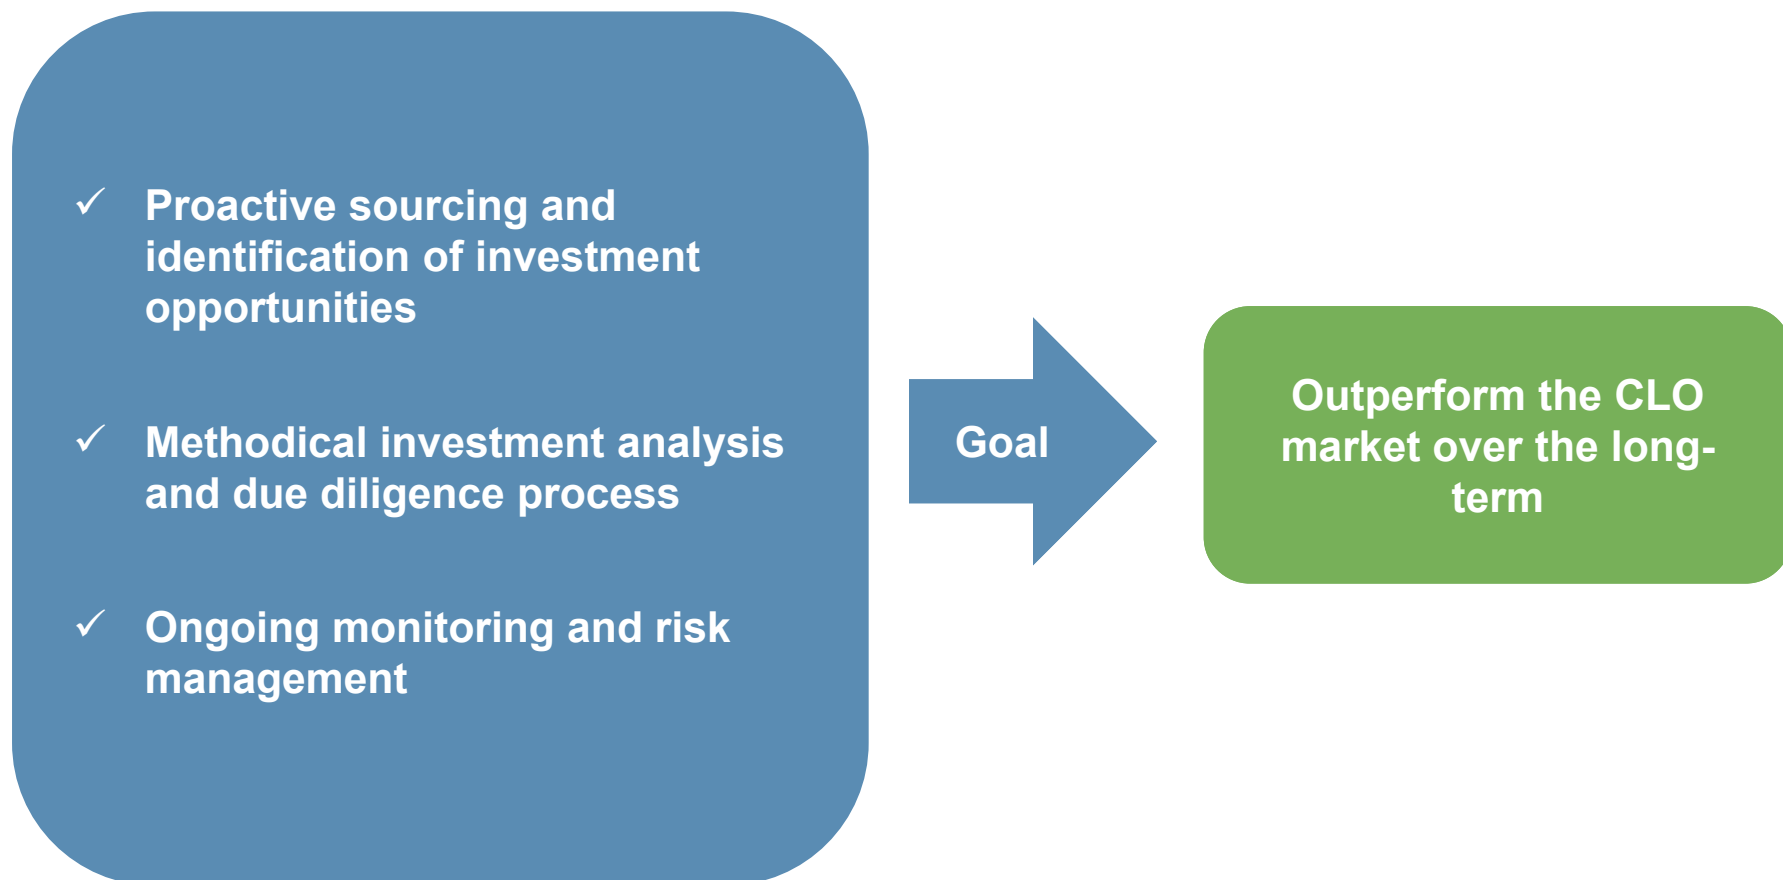 ✓ Proactive sourcing and
identification of investment
opportunities
✓ Methodical investment analysis
and due diligence process
✓ Ongoing monitoring and risk
management
Goal
Outperform the CLO
market over the long-
term